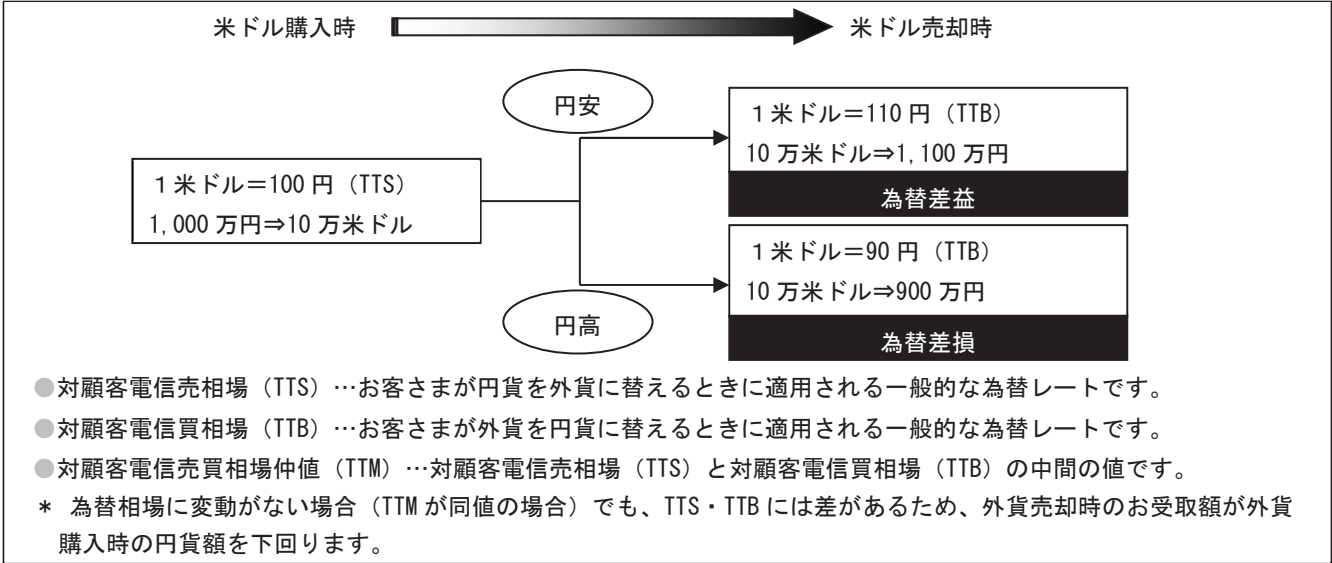 米ドル購入時 米ドル売却時
円安
1米ドル=110円(TTB)
10万米ドル⇒1,100万円
為替差益
1米ドル=100円(TTS)
1,000万円⇒10万米ドル
1米ドル=90円(TTB)
10万米ドル⇒900万円
為替差損
円高
●対顧客電信売相場(TTS)…お客さまが円貨を外貨に替えるときに適用される一般的な為替レートです。
●対顧客電信買相場(TTB)…お客さまが外貨を円貨に替えるときに適用される一般的な為替レートです。
●対顧客電信売買相場仲値(TTM)…対顧客電信売相場(TTS)と対顧客電信買相場(TTB)の中間の値です。
* 為替相場に変動がない場合(TTMが同値の場合)でも、TTS・TTBには差があるため、外貨売却時のお受取額が外貨
購入時の円貨額を下回ります。